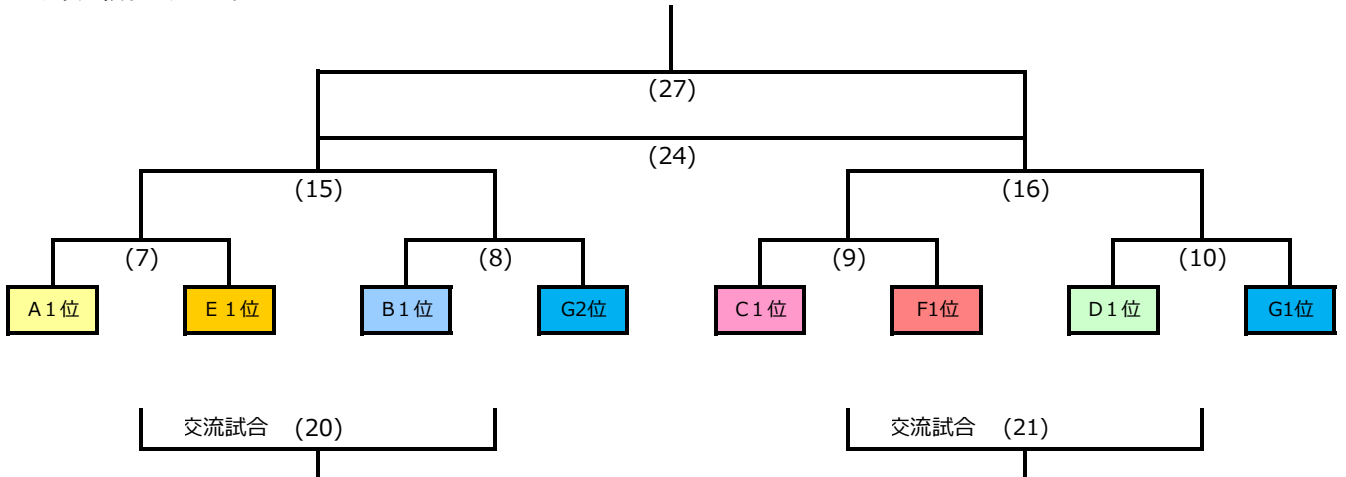 (27)
(24)
(15)
(16)
(7)
(8)
(9)
(10)
A１位
E１位
B１位
G2位
C１位
F1位
D１位
G1位
交流試合 (20)
交流試合 (21)